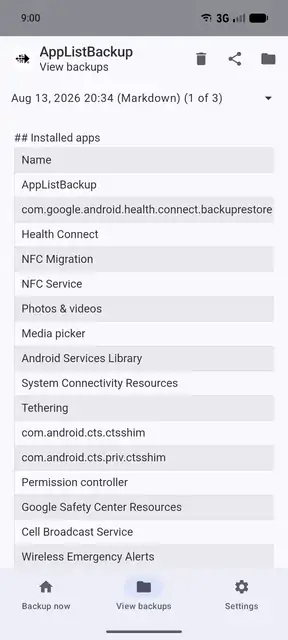 9:00
3G
AppListBackup
View backups
Aug 13, 2026 20:34 (Markdown) (1 of 3)
## Installed apps
Name
AppListBackup
com.google.android.health.connect.backuprestore
Health Connect
NFC Migration
NFC Service
Photos & videos
Media picker
Android Services Library
System Connectivity Resources
Tethering
com.android.cts.ctsshim
com.android.cts.priv.ctsshim
Permission controller
Google Safety Center Resources
Cell Broadcast Service
Wireless Emergency Alerts
Backup now
View backups
Settings